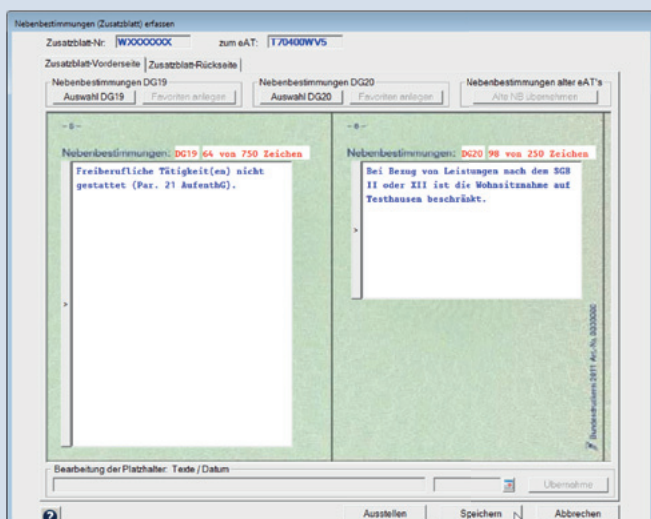 Nebenbestimmungen (Zusatzblatt) erfassen
Zusatzblatt-Nr: WXXXXXXX zum eAT: T70400WV5
Zusatzblatt-Vorderseite Zusatzblatt-Rückseite
Nebenbestimmungen DG19 Nebenbestimmungen DG20 Nebenbestimmungen alter eAT's
Auswahl DG19 Favoriten anlegen Auswahl DG20 Favoriten anlegen Alte NB übernehmen
Nebenbestimmungen: DG19 64 von 750 Zeichen
Freiberufliche Tätigkeit(en) nicht
gestattet (Par. 21 AufenthG).
Nebenbestimmungen: DG20 98 von 250 Zeichen
Bei Bezug von Leistungen nach dem SGB
II oder XII ist die Wohnsitznahme auf
Testhausen beschränkt.
Bundesdruckerei 2011 Art.-Nr.
Bearbeitung der Platzhalter: Texte / Datum
Übernahme
Ausstellen Speichern Abbrechen